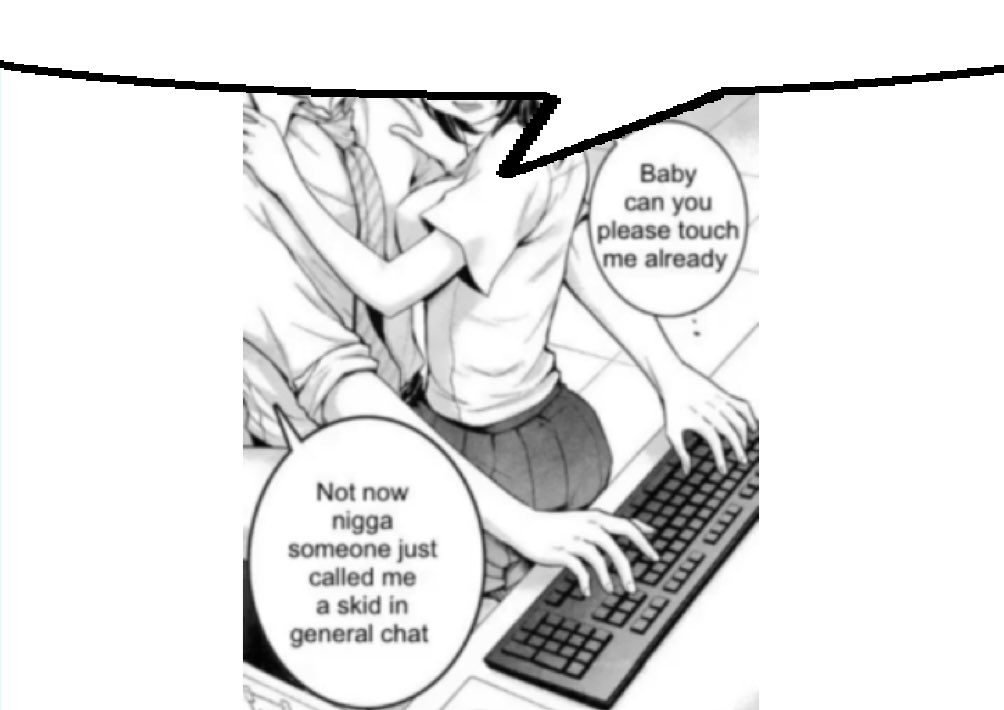 Baby
can you
please touch
me already
Not now
nigga
someone just
called me
a skid in
general chat